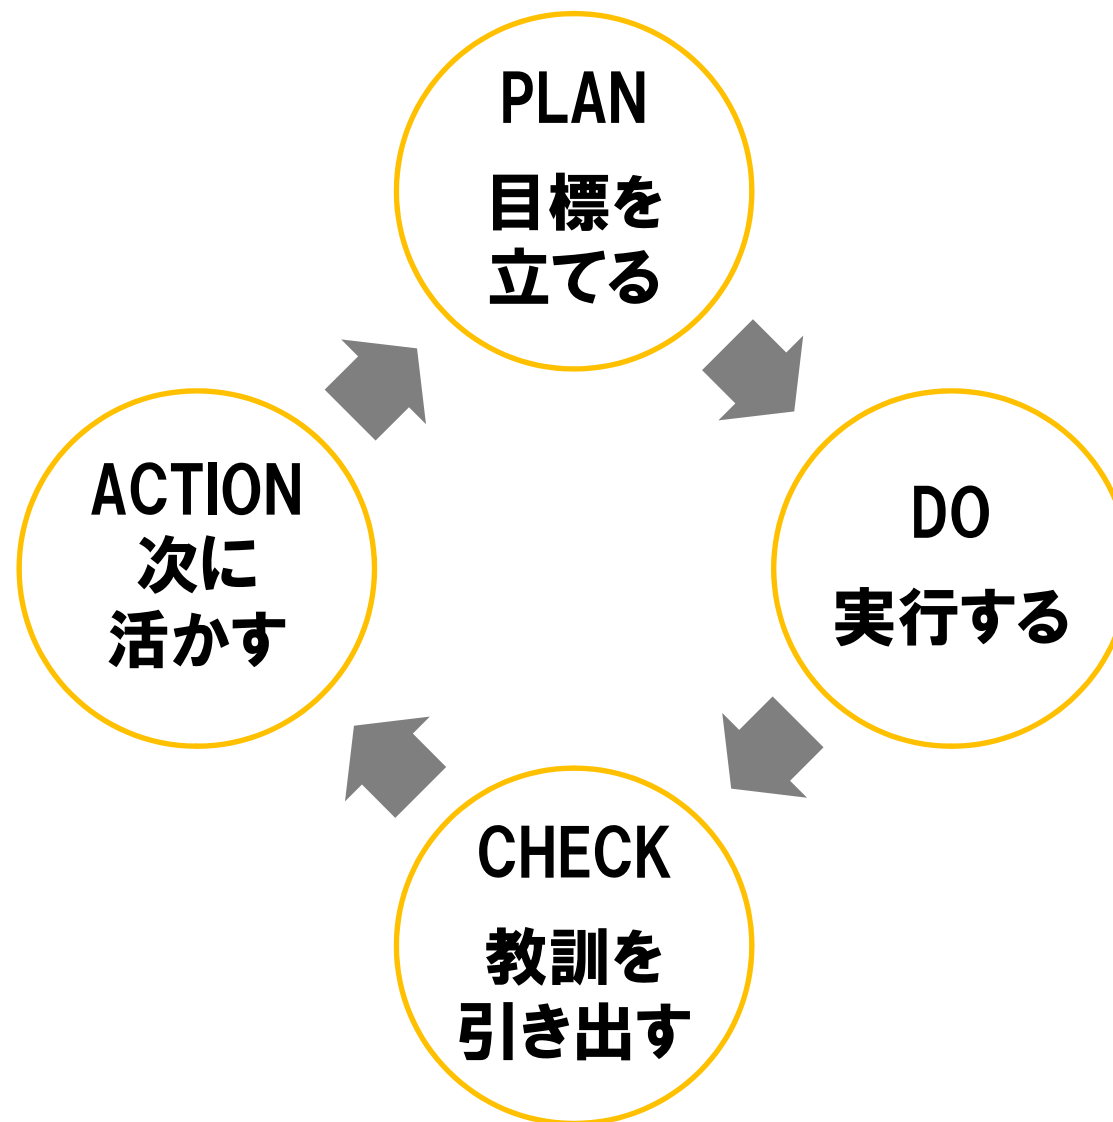 PLAN
目標を
立てる
DO
実行する
CHECK
教訓を
引き出す
ACTION
次に
活かす